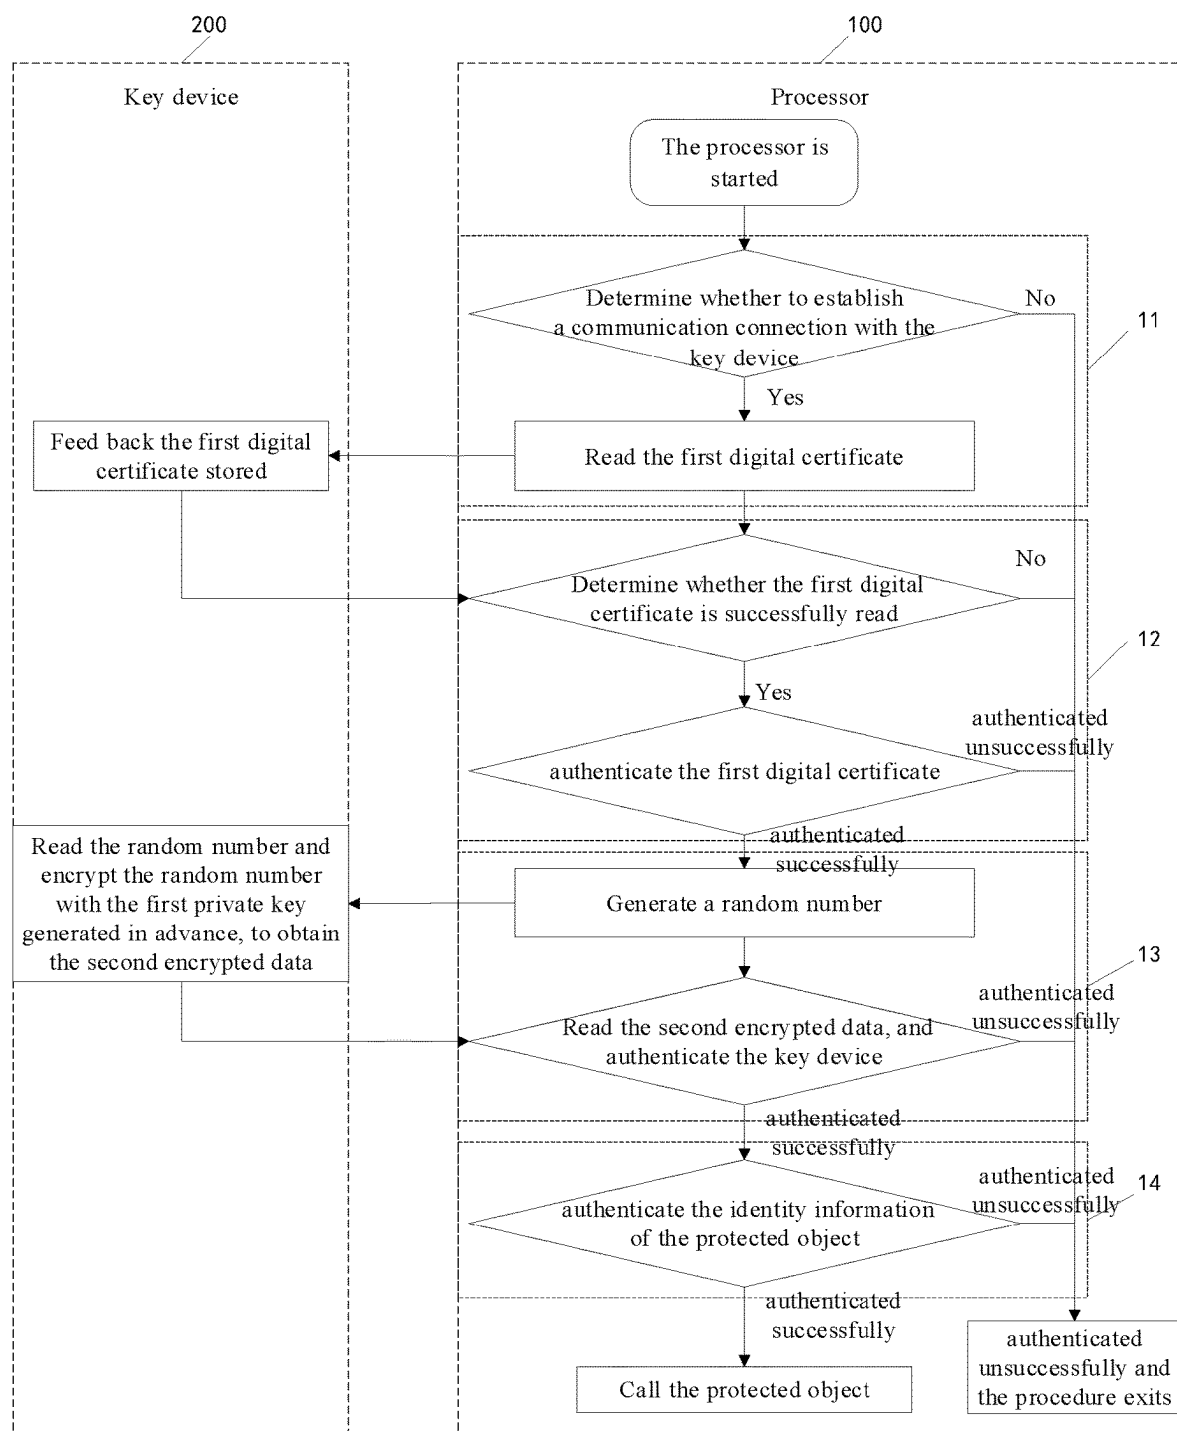 200
100
Key device
Processor
The processor is
started
Determine whether to establish
a communication connection with the
key device
No
11
Yes
Feed back the first digital
certificate stored
Read the first digital certificate
No
Determine whether the first digital
certificate is successfully read
12
Yes
authenticated
unsuccessfully
authenticate the first digital certificate
authenticated
successfully
Read the random number and
encrypt the random number
with the first private key
generated in advance, to obtain
the second encrypted data
Generate a random number
13
authenticated
unsuccessfully
Read the second encrypted data, and
authenticate the key device
authenticated
successfully
authenticated
unsuccessfully
14
authenticate the identity information
of the protected object
authenticated
successfully
authenticated
unsuccessfully and
the procedure exits
Call the protected object